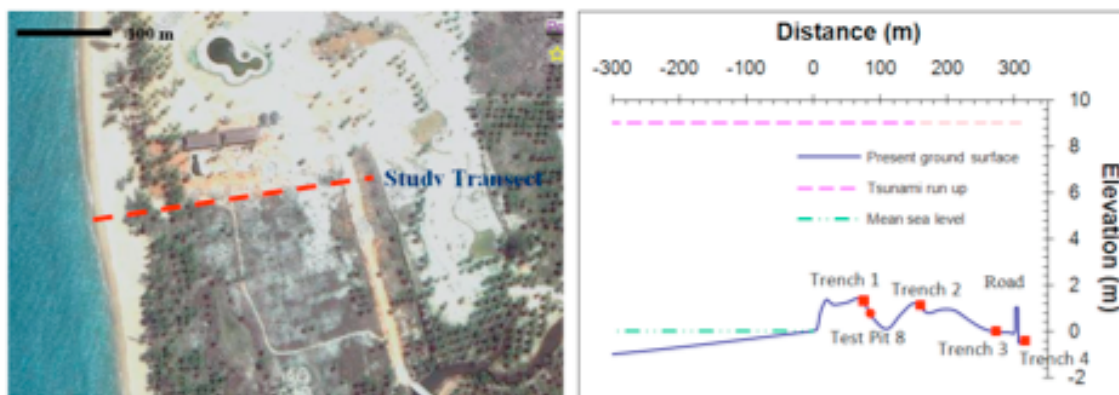 100 m
Study Transect
Distance (m)
-300 -200 -100 0 100 200 300
10
8
6
4
2
0
-2
Elevation (m)
Present ground surface
Tsunami run up
Mean sea level
Trench 1
Trench 2
Road
Test Pit 8
Trench 3
Trench 4